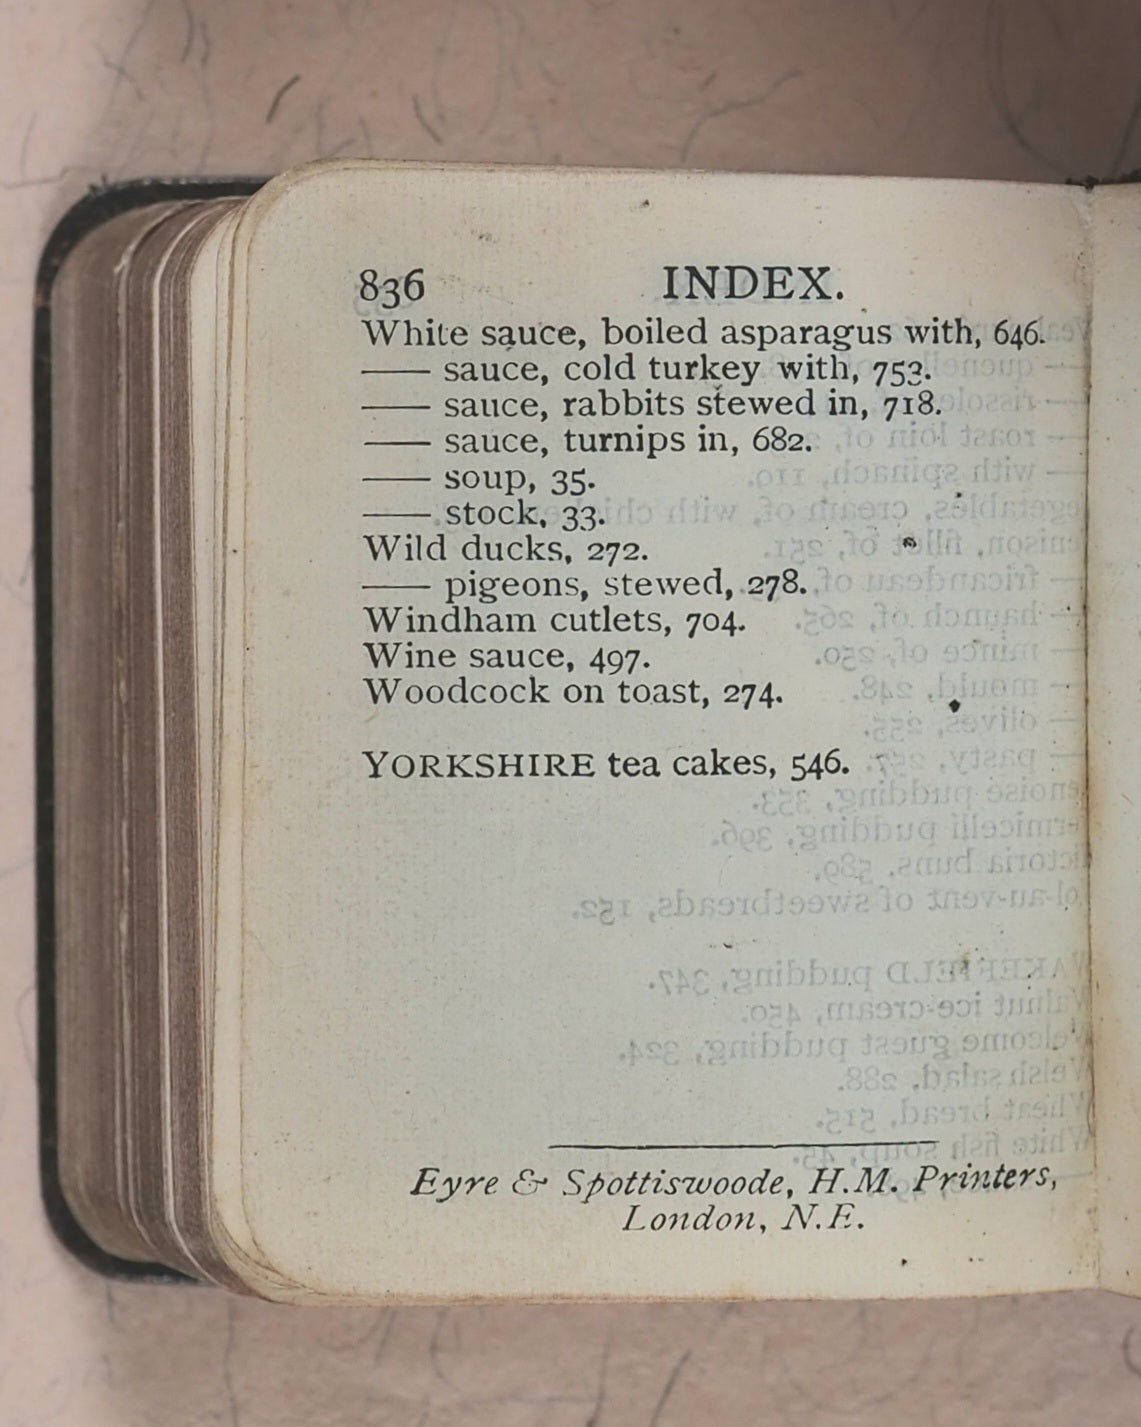 836 INDEX.
White sauce, boiled asparagus with, 646.
—— sauce, cold turkey with, 753.
—— sauce, rabbits stewed in, 718.
—— sauce, turnips in, 682.
—— soup, 35.
—— stock, 33.
Wild ducks, 272.
—— pigeons, stewed, 278.
Windham cutlets, 704.
Wine sauce, 497.
Woodcock on toast, 274.
YORKSHIRE tea cakes, 546.
Eyre & Spottiswoode, H.M. Printers,
London, N.E.